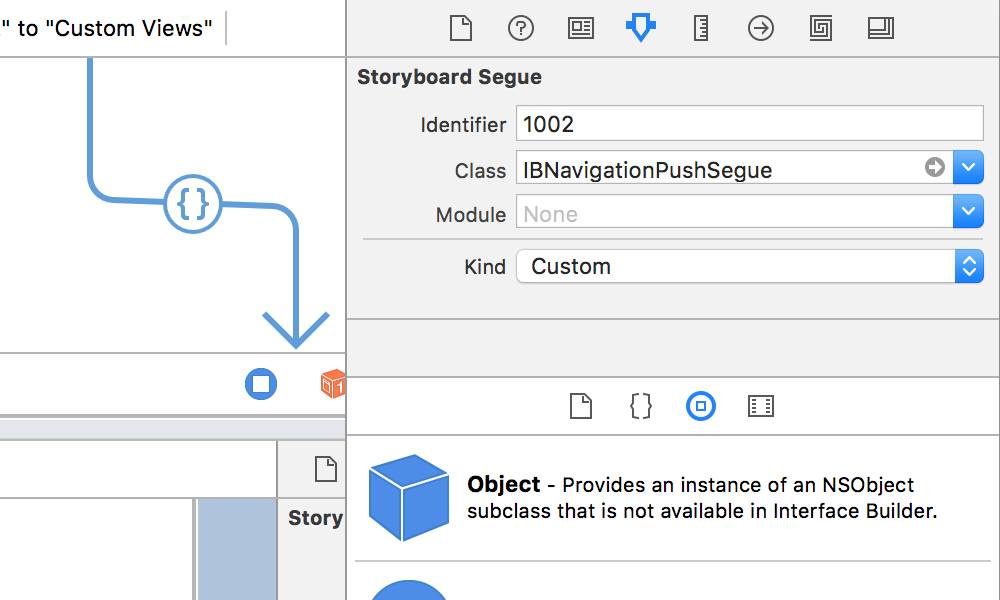 " to "Custom Views"
Storyboard Segue
Identifier 1002
Class IBNavigationPushSegue
Module None
Kind Custom
{ }
1
{ }
Object - Provides an instance of an NSObject
subclass that is not available in Interface Builder.
Story